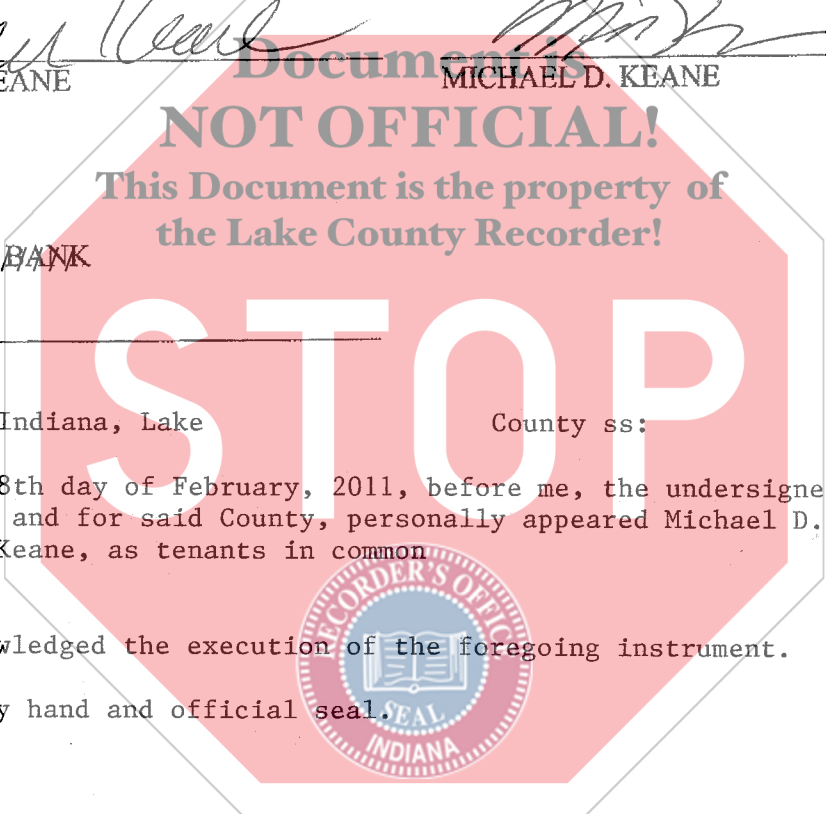 EANE MICHAEL D. KEANE
Document is
NOT OFFICIAL!
This Document is the property of
the Lake County Recorder!
BANK
STOP
Indiana, Lake County ss:
8th day of February, 2011, before me, the undersigne
and for said County, personally appeared Michael D.
Keane, as tenants in common
wledged the execution of the foregoing instrument.
y hand and official seal.
RECORDER'S OFFIC
SEAL
INDIANA